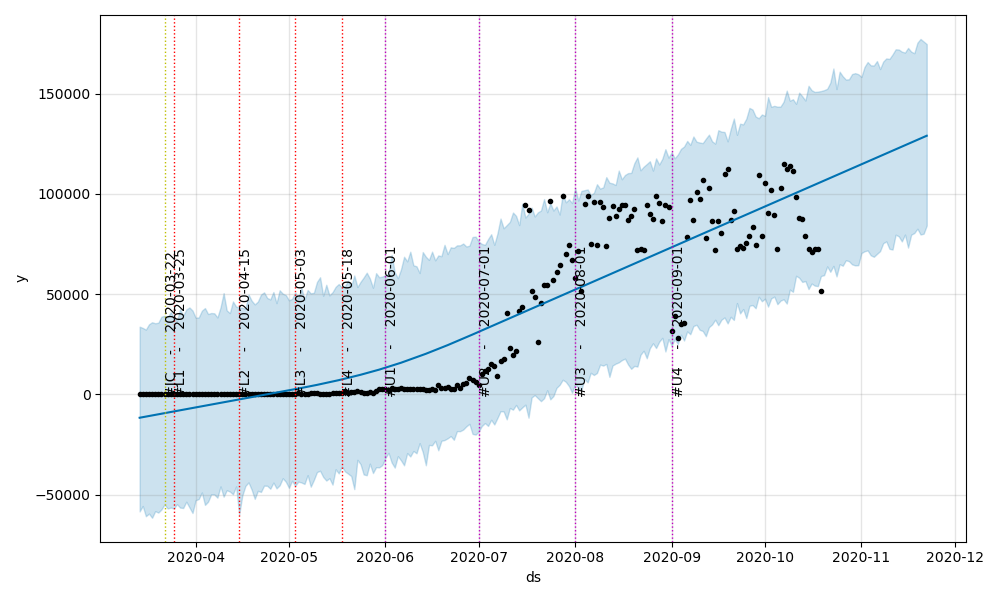 150000
100000
50000
0
−50000
y
#JC - 2020-03-22
#L1 - 2020-03-25
#L2 - 2020-04-15
#L3 - 2020-05-03
#L4 - 2020-05-18
#U1 - 2020-06-01
#U2 - 2020-07-01
#U3 - 2020-08-01
#U4 - 2020-09-01
2020-04 2020-05 2020-06 2020-07 2020-08 2020-09 2020-10 2020-11 2020-12
ds